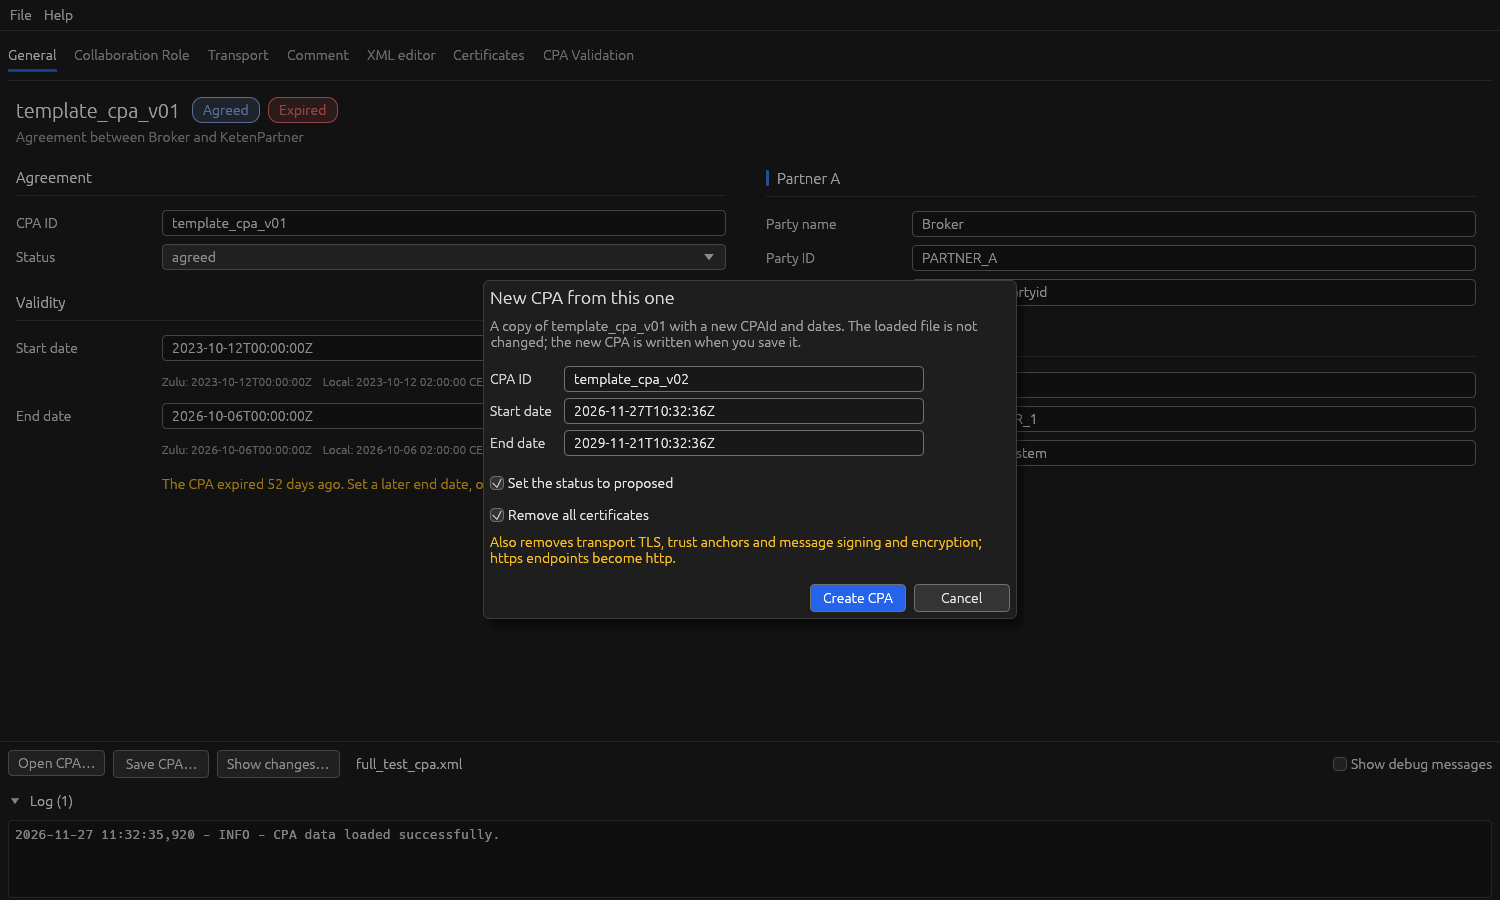 File Help
General Collaboration Role Transport Comment XML editor Certificates CPA Validation
template_cpa_v01 Agreed Expired
Agreement between Broker and KetenPartner
Agreement
CPA ID template_cpa_v01
Status agreed
Validity
Start date 2023-10-12T00:00:00Z
Zulu: 2023-10-12T00:00:00Z Local: 2023-10-12 02:00:00 CE
End date 2026-10-06T00:00:00Z
Zulu: 2026-10-06T00:00:00Z Local: 2026-10-06 02:00:00 CE
The CPA expired 52 days ago. Set a later end date, o
Partner A
Party name Broker
Party ID PARTNER_A
rtyid
R_1
stem
New CPA from this one
A copy of template_cpa_v01 with a new CPAId and dates. The loaded file is not
changed; the new CPA is written when you save it.
CPA ID template_cpa_v02
Start date 2026-11-27T10:32:36Z
End date 2029-11-21T10:32:36Z
Set the status to proposed
Remove all certificates
Also removes transport TLS, trust anchors and message signing and encryption;
https endpoints become http.
Create CPA Cancel
Open CPA... Save CPA... Show changes... full_test_cpa.xml Show debug messages
Log (1)
2026-11-27 11:32:35,920 - INFO - CPA data loaded successfully.